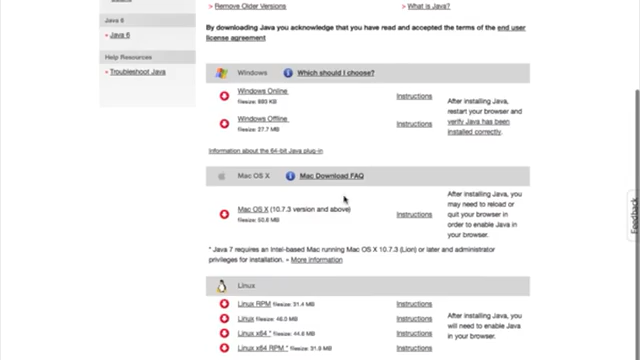 Remove Older Versions
What is Java?
Java 6
Java 6
Help Resources
Troubleshoot Java
By downloading Java you acknowledge that you have read and accepted the terms of the end user
license agreement
Windows
Which should I choose?
Windows Online
filesize: 893 KB
Instructions
Windows Offline
filesize: 27.7 MB
Instructions
After installing Java,
restart your browser and
verify Java has been
installed correctly.
Information about the 64-bit Java plug-in
Mac OS X
Mac Download FAQ
Mac OS X (10.7.3 version and above)
filesize: 50.8 MB
Instructions
After installing Java, you
may need to reload or
quit your browser in
order to enable Java in
your browser.
* Java 7 requires an Intel-based Mac running Mac OS X 10.7.3 (Lion) or later and administrator
privileges for installation. » More information
Linux
Linux RPM filesize: 31.4 MB
Instructions
Linux filesize: 46.0 MB
Instructions
Linux x64 * filesize: 44.6 MB
Instructions
Linux x64 RPM * filesize: 31.9 MB
Instructions
After installing Java, you
will need to enable Java
in your browser.
Feedback